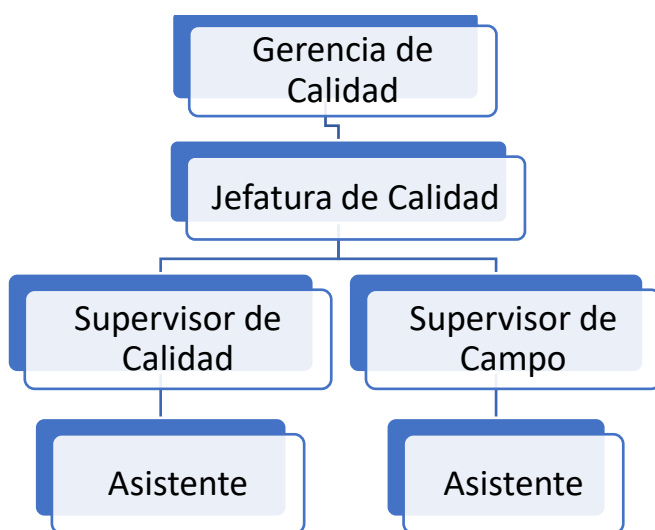 Gerencia de
Calidad
Jefatura de Calidad
Supervisor de
Calidad
Supervisor de
Campo
Asistente
Asistente